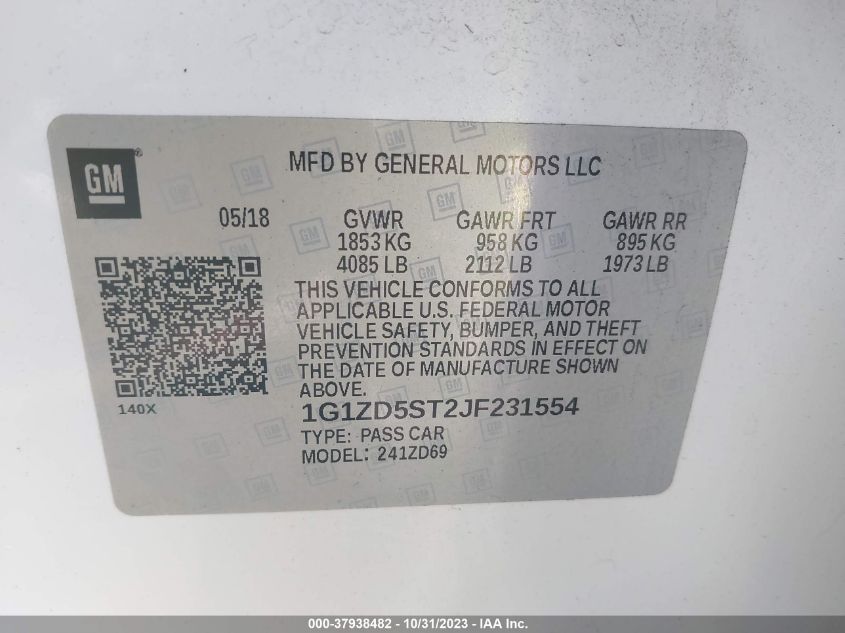 GM
MFD BY GENERAL MOTORS LLC
05/18 GVWR GAWR FRT GAWR RR
1853 KG 958 KG 895 KG
4085 LB 2112 LB 1973 LB
THIS VEHICLE CONFORMS TO ALL
APPLICABLE U.S. FEDERAL MOTOR
VEHICLE SAFETY, BUMPER, AND THEFT
PREVENTION STANDARDS IN EFFECT ON
THE DATE OF MANUFACTURE SHOWN
ABOVE.
140X
1G1ZD5ST2JF231554
TYPE: PASS CAR
MODEL: 241ZD69
000-37938482 - 10/31/2023 - IAA Inc.